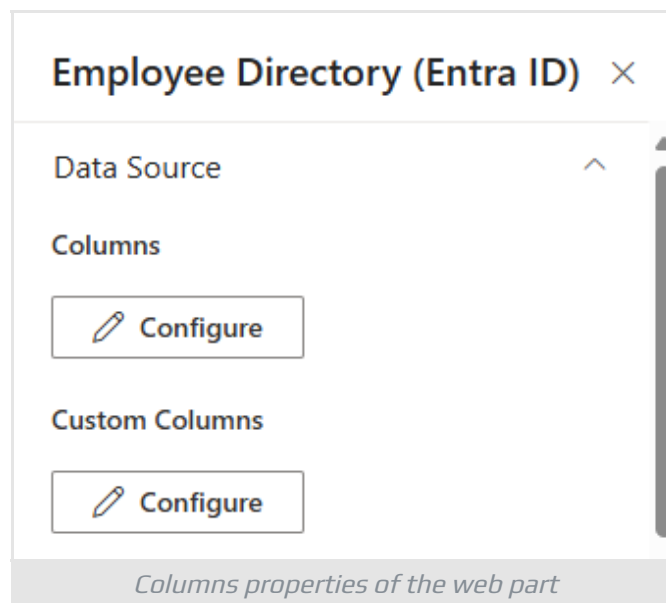 Employee Directory (Entra ID)
Data Source
Columns
Configure
Custom Columns
Configure
Columns properties of the web part